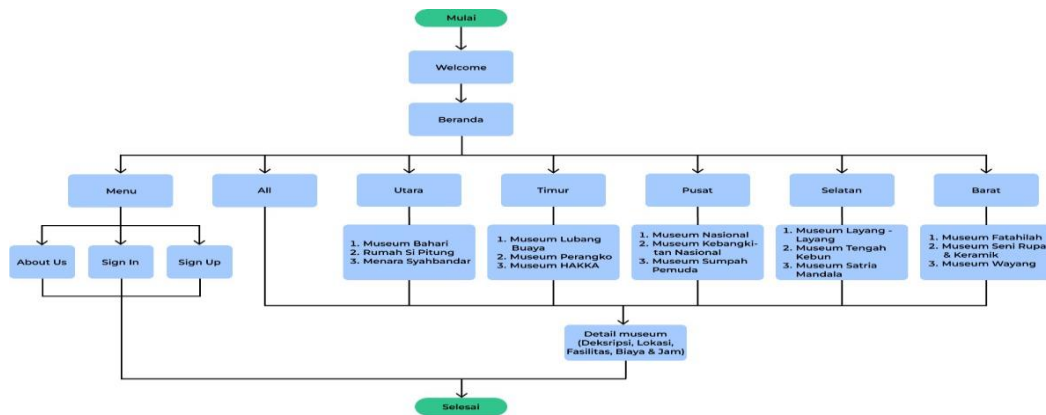 Mulai
Welcome
Beranda
Menu
All
Utara
Timur
Pusat
Selatan
Barat
About Us
Sign In
Sign Up
1. Museum Bahari
2. Rumah Si Pitung
3. Menara Syahbandar
1. Museum Lubang
Buaya
2. Museum Perangko
3. Museum HAKKA
1. Museum Nasional
2. Museum Kebangki-
tan Nasional
3. Museum Sumpah
Pemuda
1. Museum Layang -
Layang
2. Museum Tengah
Kebun
3. Museum Satria
Mandala
1. Museum Fatahilah
2. Museum Seni Rupa
& Keramik
3. Museum Wayang
Detail museum
(Deksripsi, Lokasi,
Fasilitas, Biaya & Jam)
Selesai